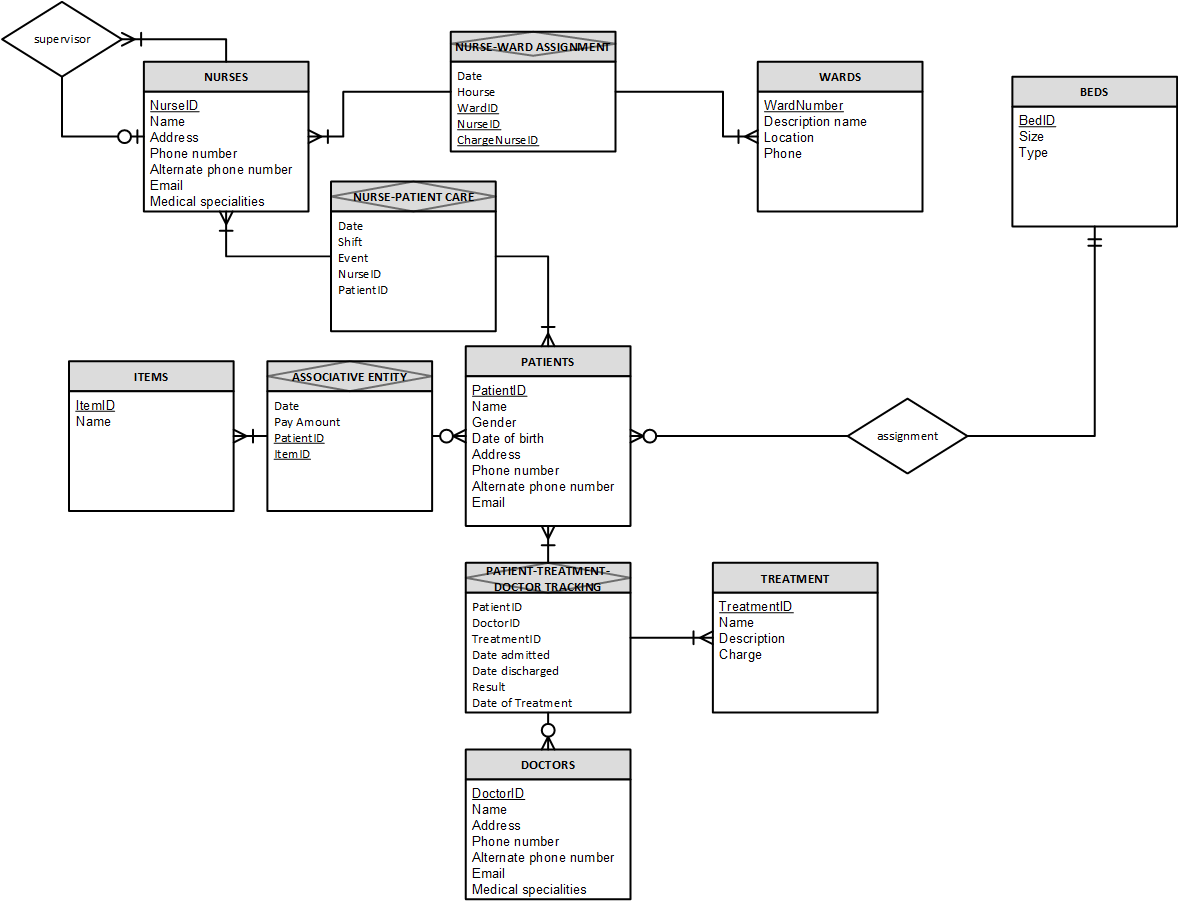 supervisor
NURSES
NurseID
Name
Address
Phone number
Alternate phone number
Email
Medical specialities
NURSE-WARD ASSIGNMENT
Date
Hourse
WardID
NurseID
ChargeNurseID
WARDS
WardNumber
Description name
Location
Phone
BEDS
BedID
Size
Type
NURSE-PATIENT CARE
Date
Shift
Event
NurseID
PatientID
ITEMS
ItemID
Name
ASSOCIATIVE ENTITY
Date
Pay Amount
PatientID
ItemID
PATIENTS
PatientID
Name
Gender
Date of birth
Address
Phone number
Alternate phone number
Email
assignment
PATIENT-TREATMENT-
DOCTOR TRACKING
PatientID
DoctorID
TreatmentID
Date admitted
Date discharged
Result
Date of Treatment
TREATMENT
TreatmentID
Name
Description
Charge
DOCTORS
DoctorID
Name
Address
Phone number
Alternate phone number
Email
Medical specialities